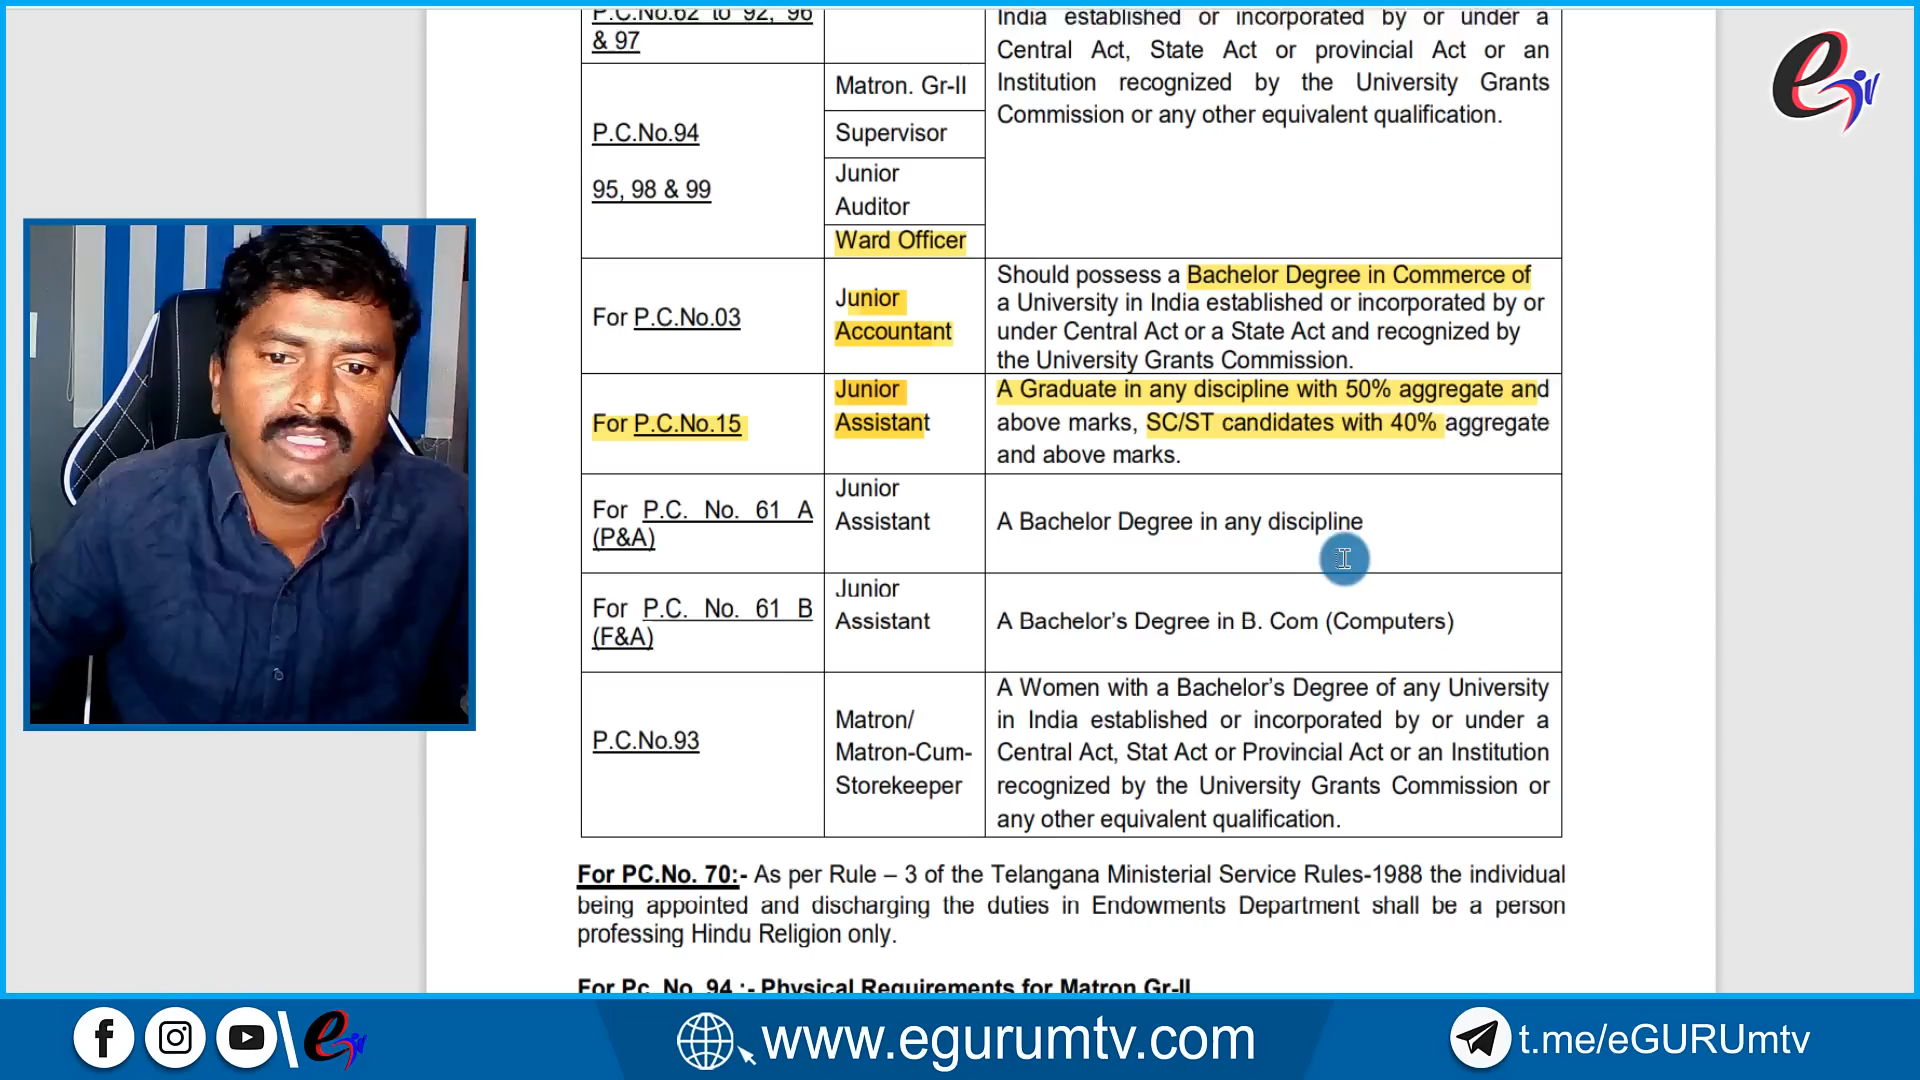 P.C.No.62 to 92, 96
& 97
India established or incorporated by or under a
Central Act, State Act or provincial Act or an
Institution recognized by the University Grants
Commission or any other equivalent qualification.
P.C.No.94
95, 98 & 99
Matron. Gr-II
Supervisor
Junior
Auditor
Ward Officer
For P.C.No.03
Junior
Accountant
Should possess a Bachelor Degree in Commerce of
a University in India established or incorporated by or
under Central Act or a State Act and recognized by
the University Grants Commission.
For P.C.No.15
Junior
Assistant
A Graduate in any discipline with 50% aggregate and
above marks, SC/ST candidates with 40% aggregate
and above marks.
For P.C. No. 61 A
(P&A)
Junior
Assistant
A Bachelor Degree in any discipline
For P.C. No. 61 B
(F&A)
Junior
Assistant
A Bachelor's Degree in B. Com (Computers)
P.C.No.93
Matron/
Matron-Cum-
Storekeeper
A Women with a Bachelor's Degree of any University
in India established or incorporated by or under a
Central Act, Stat Act or Provincial Act or an Institution
recognized by the University Grants Commission or
any other equivalent qualification.
For PC.No. 70:- As per Rule – 3 of the Telangana Ministerial Service Rules-1988 the individual
being appointed and discharging the duties in Endowments Department shall be a person
professing Hindu Religion only.
For Pc. No. 94 :- Physical Requirements for Matron Gr-II
www.egurumtv.com
t.me/eGURUmtv